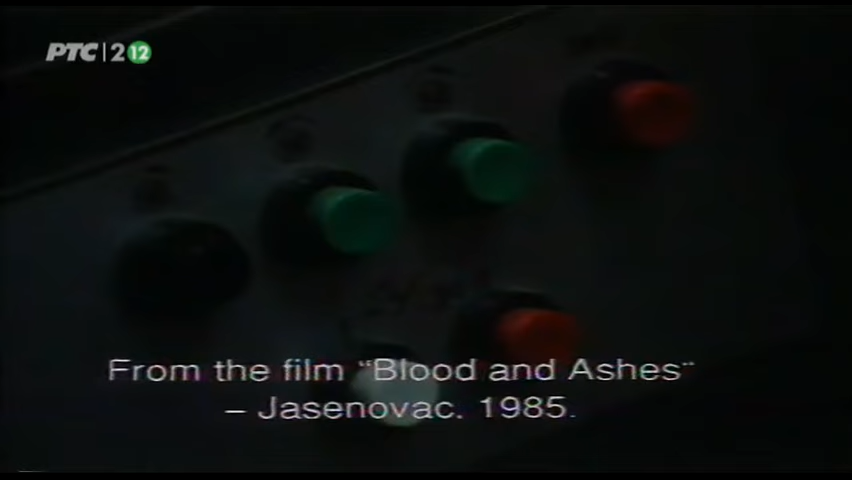 РТС|2 12
From the film "Blood and Ashes"
– Jasenovac. 1985.